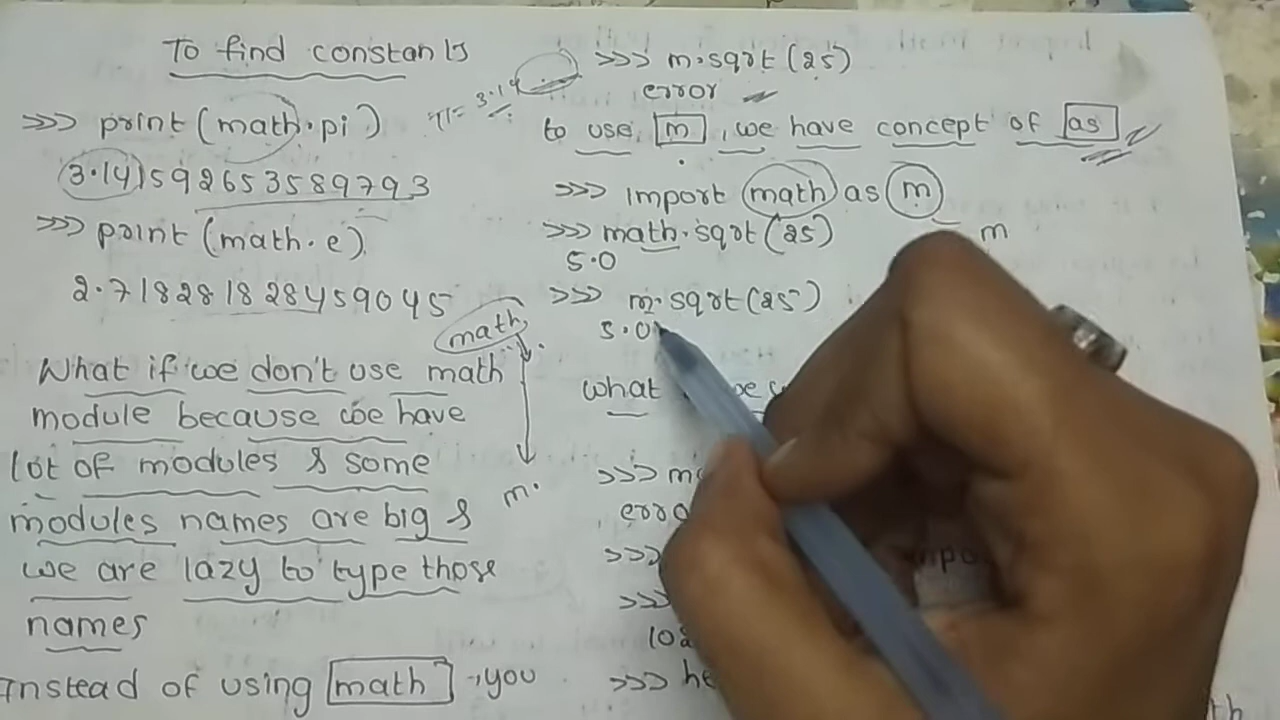 To find constants
>>> print(math.pi)
π = 3.14
3.141592653589793
>>> print(math.e)
2.718281828459045
math
What if we don't use math
module because we have
lot of modules & some
modules names are big &
we are lazy to type those
names
m.
Instead of using math, you
>>> m.sqrt(25)
error
to use m, we have concept of as
>>> import math as m
>>> math.sqrt(25)
m
5.0
>>> m.sqrt(25)
5.0
what
>>>
>>>
>>>
>>>